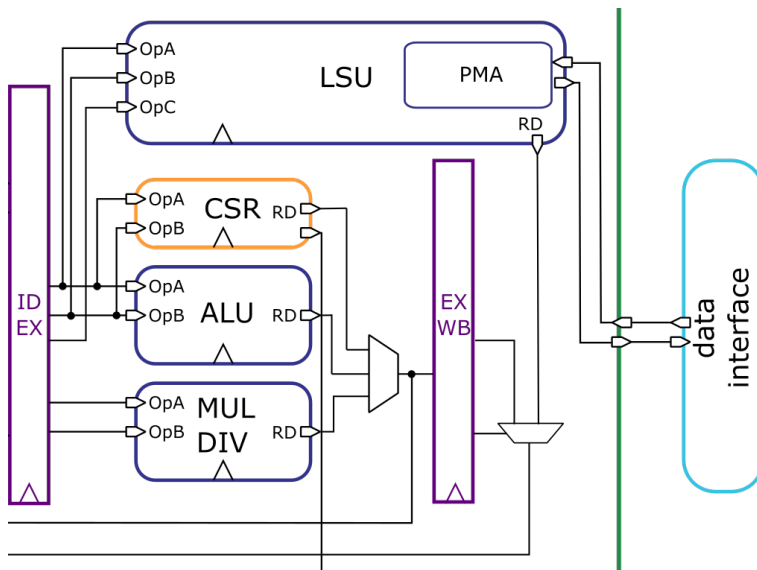 OpA
OpB
OpC
LSU
PMA
RD
OpA
OpB
CSR
RD
ID
EX
OpA
OpB
ALU
RD
OpA
OpB
MUL
DIV
RD
EX
WB
data
interface